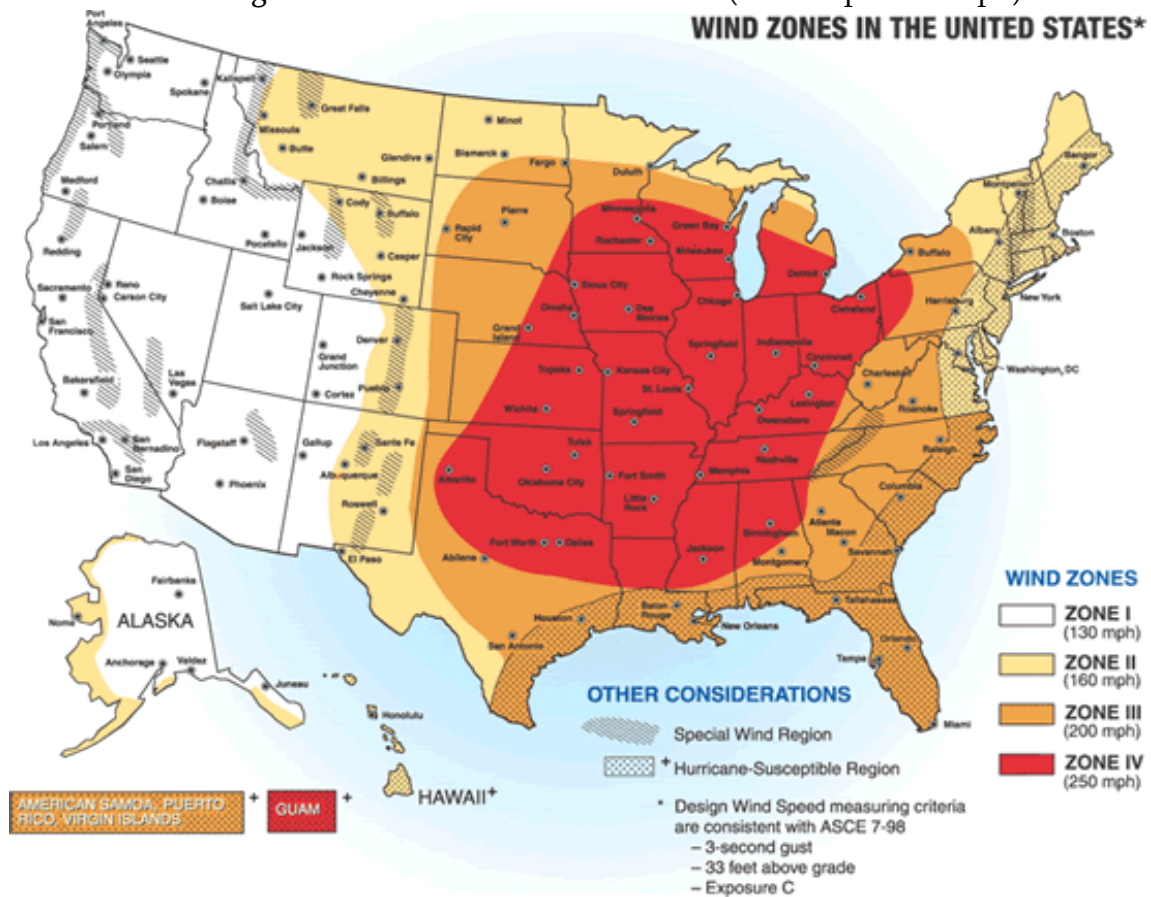 WIND ZONES IN THE UNITED STATES*
Port
Angeles
Seattle
Olympia
Spokane
Kalispell
Great Falls
Missoula
Butte
Glendive
Billings
Minot
Bismarck
Fargo
Duluth
Portland
Salem
Medford
Challis
Boise
Pocatello
Cody
Buffalo
Jackson
Casper
Rock Springs
Cheyenne
Rapid
City
Pierre
Minneapolis
Rochester
Green Bay
Milwaukee
Detroit
Buffalo
Albany
Montpelier
Bangor
Boston
New York
Harrisburg
Washington, DC
Redding
Sacramento
Reno
Carson City
San
Francisco
Salt Lake City
Grand
Junction
Denver
Pueblo
Cortez
Bakersfield
Las
Vegas
Los Angeles
San
Bernadino
San
Diego
Flagstaff
Phoenix
Gallup
Sante Fe
Albuquerque
Roswell
El Paso
Sioux City
Omaha
Des
Moines
Grand
Island
Topeka
Kansas City
Wichita
Chicago
Springfield
St. Louis
Springfield
Indianapolis
Cincinnati
Cleveland
Charleston
Lexington
Owensboro
Roanoke
Raleigh
Nashville
Memphis
Tulsa
Oklahoma City
Amarillo
Fort Smith
Little
Rock
Fort Worth
Dallas
Abilene
Jackson
Birmingham
Montgomery
Atlanta
Macon
Columbia
Savannah
Tallahassee
Houston
San Antonio
Baton
Rouge
New Orleans
Orlando
Tampa
Miami
ALASKA
Fairbanks
Nome
Anchorage
Valdez
Juneau
Honolulu
HAWAII+
AMERICAN SAMOA, PUERTO
RICO, VIRGIN ISLANDS
+
GUAM
+
WIND ZONES
ZONE I
(130 mph)
ZONE II
(160 mph)
ZONE III
(200 mph)
ZONE IV
(250 mph)
OTHER CONSIDERATIONS
Special Wind Region
+ Hurricane-Susceptible Region
* Design Wind Speed measuring criteria
are consistent with ASCE 7-98
– 3-second gust
– 33 feet above grade
– Exposure C